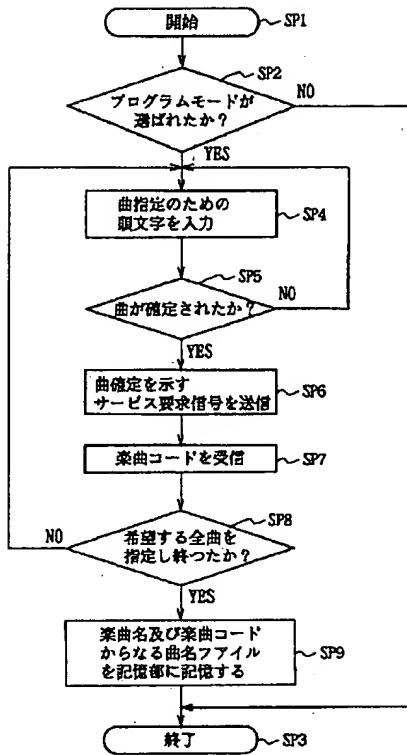 開始
SP1
SP2
プログラムモードが
選ばれたか?
NO
YES
曲指定のための
頭文字を入力
SP4
SP5
曲が確定されたか?
NO
YES
曲確定を示す
サービス要求信号を送信
SP6
楽曲コードを受信
SP7
SP8
希望する全曲を
指定し終つたか?
NO
YES
楽曲名及び楽曲コード
からなる曲名ファイル
を記憶部に記憶する
SP9
終了
SP3